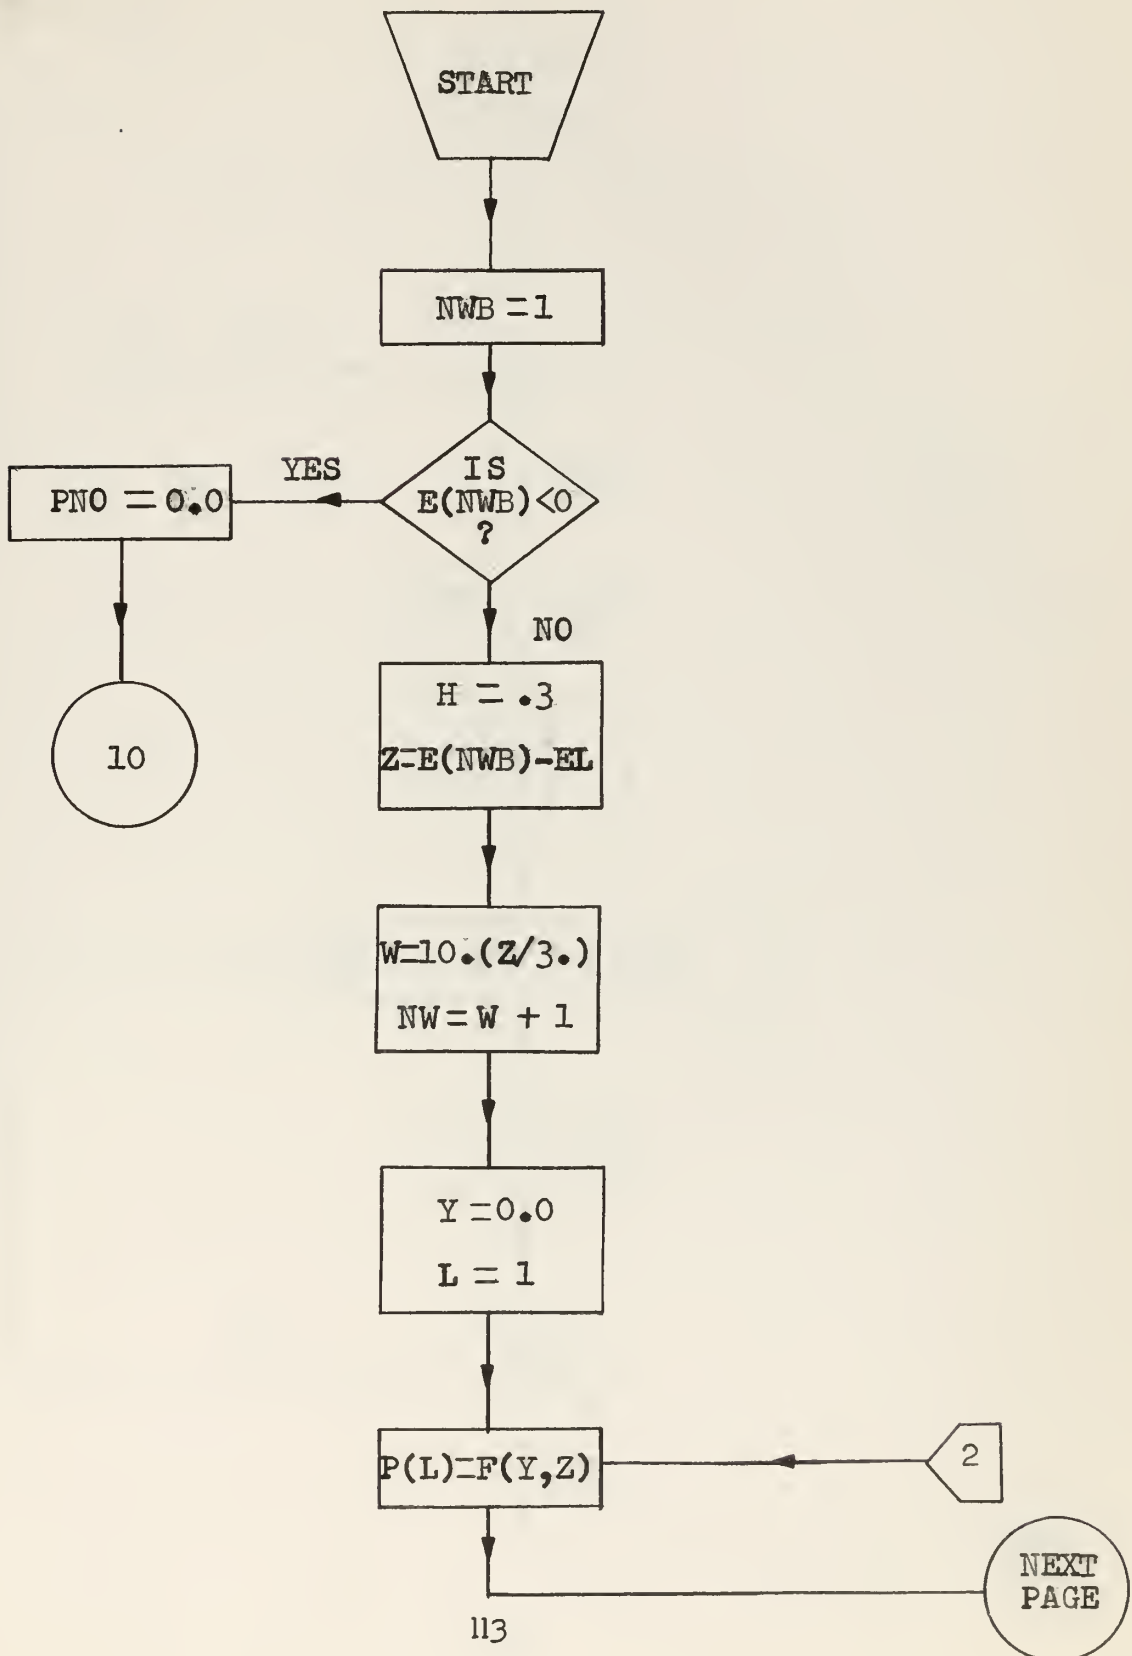 START
NWB = 1
IS
E(NWB) <0
?
YES
PNO = 0.0
10
NO
H = .3
Z=E(NWB)-EL
W=10.(Z/3.)
NW = W + 1
Y = 0.0
L = 1
P(L)=F(Y,Z)
2
NEXT
PAGE
113